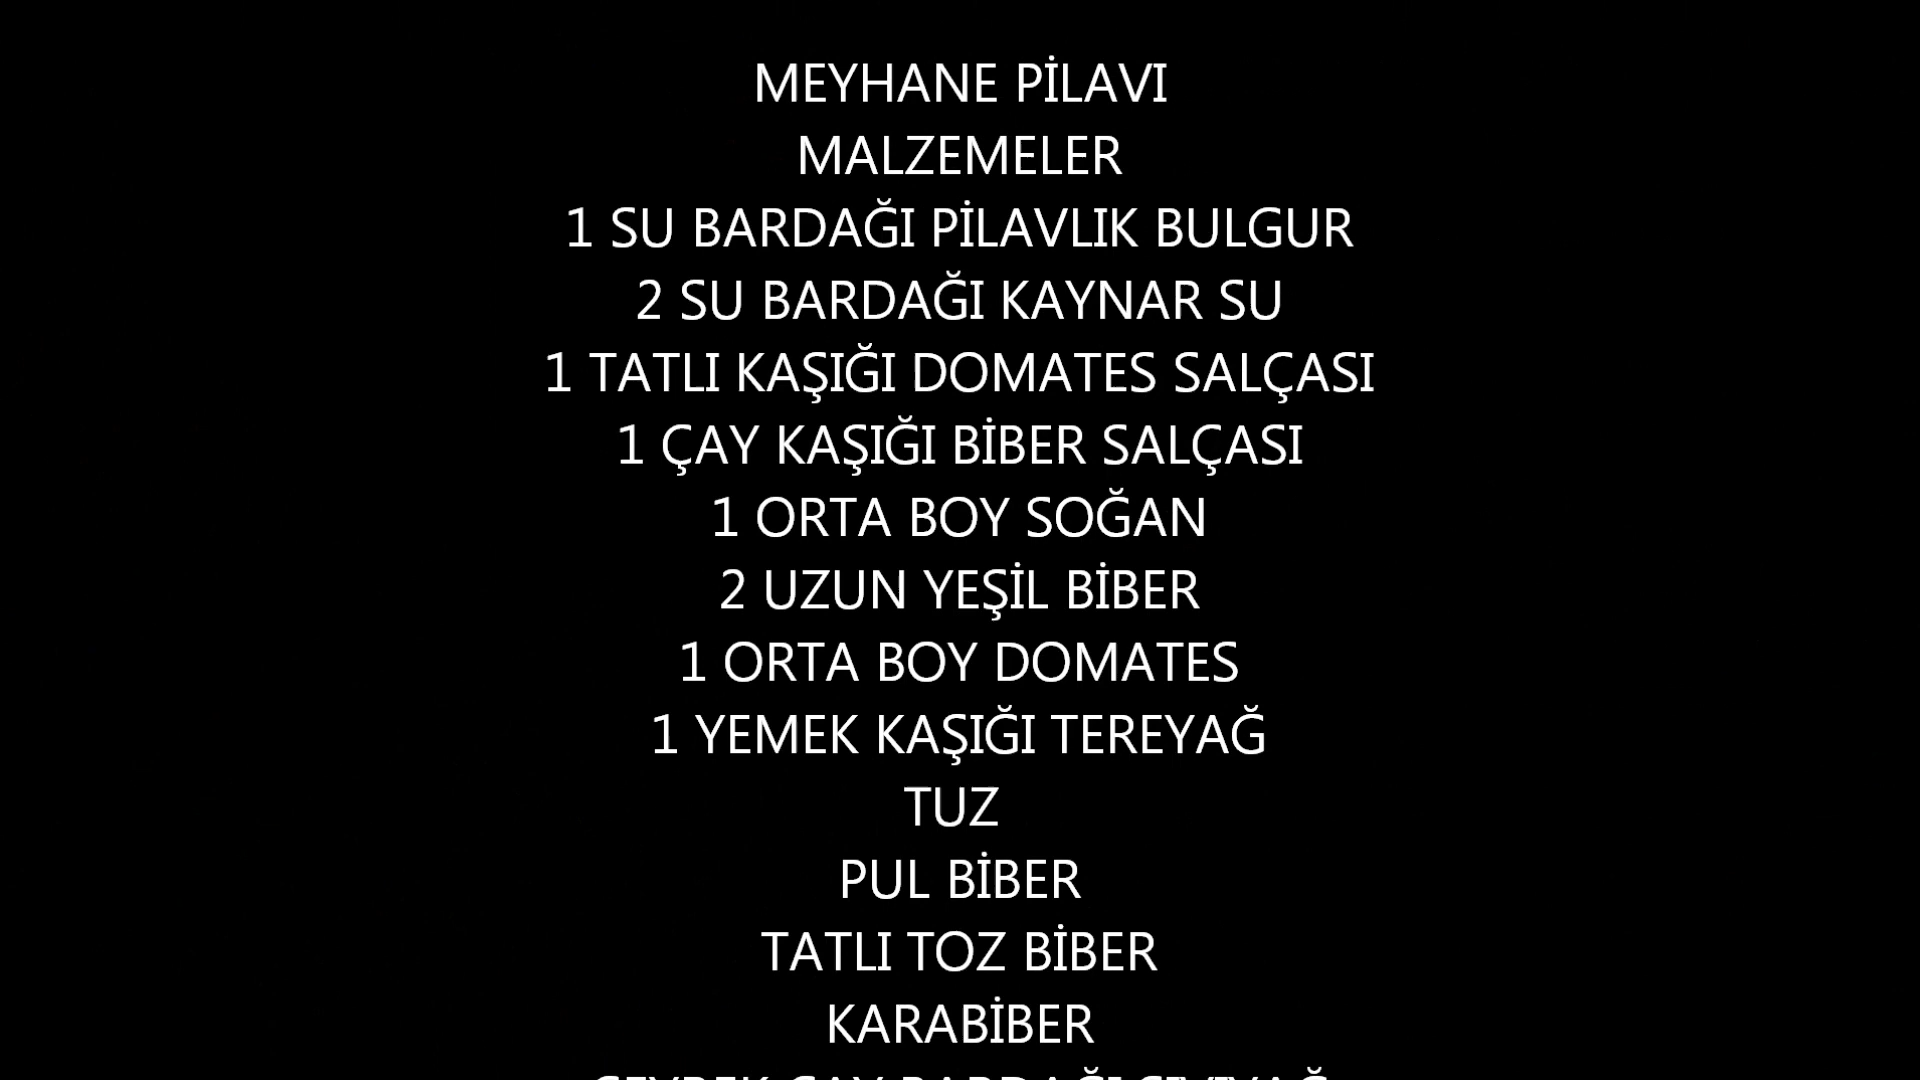 MEYHANE PİLAVI
MALZEMELER
1 SU BARDAĞI PİLAVLIK BULGUR
2 SU BARDAĞI KAYNAR SU
1 TATLI KAŞIĞI DOMATES SALÇASI
1 ÇAY KAŞIĞI BİBER SALÇASI
1 ORTA BOY SOĞAN
2 UZUN YEŞİL BİBER
1 ORTA BOY DOMATES
1 YEMEK KAŞIĞI TEREYAĞ
TUZ
PUL BİBER
TATLI TOZ BİBER
KARABİBER